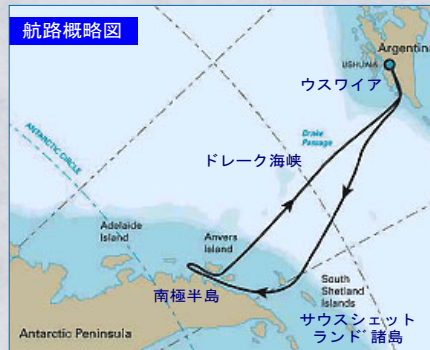 航路概略図
Argentina
USHUAIA
ウスワイア
Drake
Passage
ドレーク海峡
ANTARCTIC CIRCLE
Adelaide
Island
Anvers
Island
南極半島
South
Shetland
Islands
サウスシェット
ランド諸島
Antarctic Peninsula